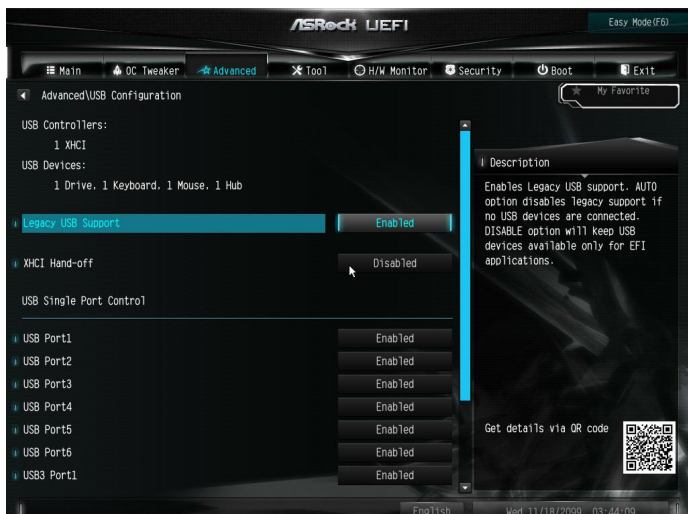 ASRock UEFI
Easy Mode(F6)
Main
OC Tweaker
Advanced
Tool
H/W Monitor
Security
Boot
Exit
Advanced\USB Configuration
My Favorite
USB Controllers:
1 XHCI
USB Devices:
1 Drive, 1 Keyboard, 1 Mouse, 1 Hub
Legacy USB Support Enabled
XHCI Hand-off Disabled
USB Single Port Control
USB Port1 Enabled
USB Port2 Enabled
USB Port3 Enabled
USB Port4 Enabled
USB Port5 Enabled
USB Port6 Enabled
USB3 Port1 Enabled
Description
Enables Legacy USB support. AUTO
option disables legacy support if
no USB devices are connected.
DISABLE option will keep USB
devices available only for EFI
applications.
Get details via QR code
English
Wed 11/18/2099 03:44:09